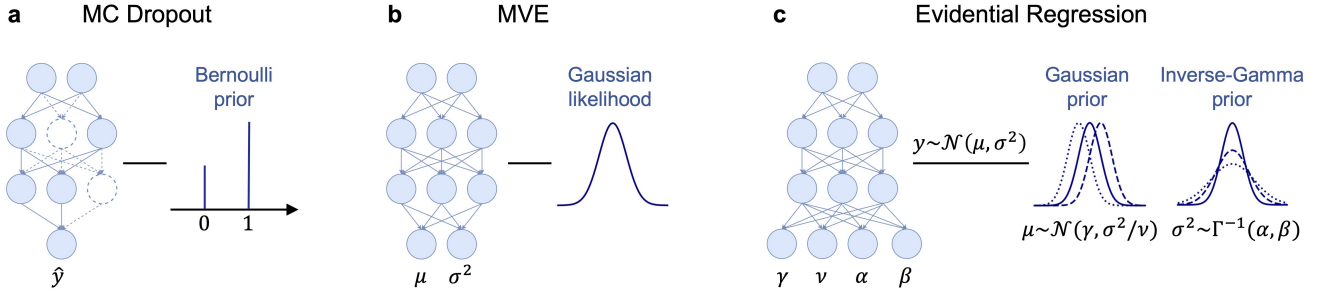 a MC Dropout
Bernoulli
prior
0 1
ŷ
b MVE
Gaussian
likelihood
μ σ²
c Evidential Regression
y~𝒩(μ, σ²)
Gaussian
prior
Inverse-Gamma
prior
μ~𝒩(γ, σ²/ν) σ²~Γ⁻¹(α, β)
γ ν α β